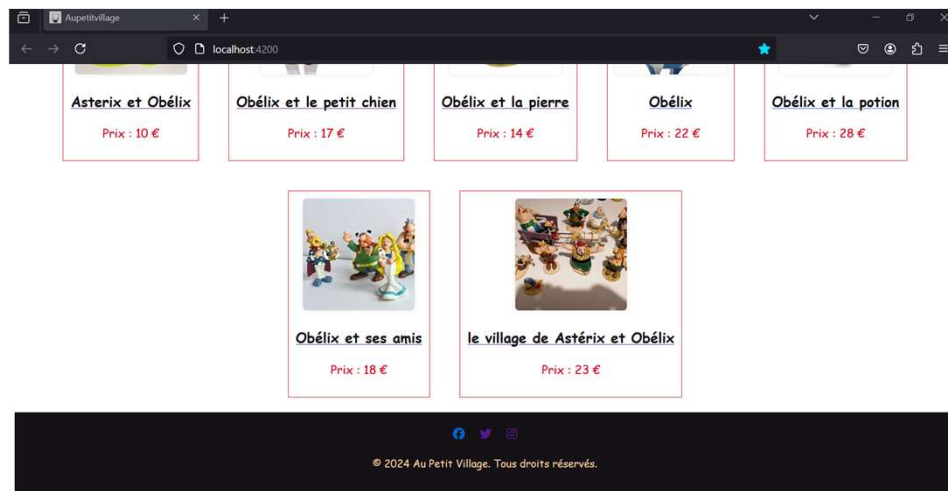 Aupetitvillage
localhost:4200
Asterix et Obélix
Prix : 10 €
Obélix et le petit chien
Prix : 17 €
Obélix et la pierre
Prix : 14 €
Obélix
Prix : 22 €
Obélix et la potion
Prix : 28 €
Obélix et ses amis
Prix : 18 €
le village de Astérix et Obélix
Prix : 23 €
© 2024 Au Petit Village. Tous droits réservés.